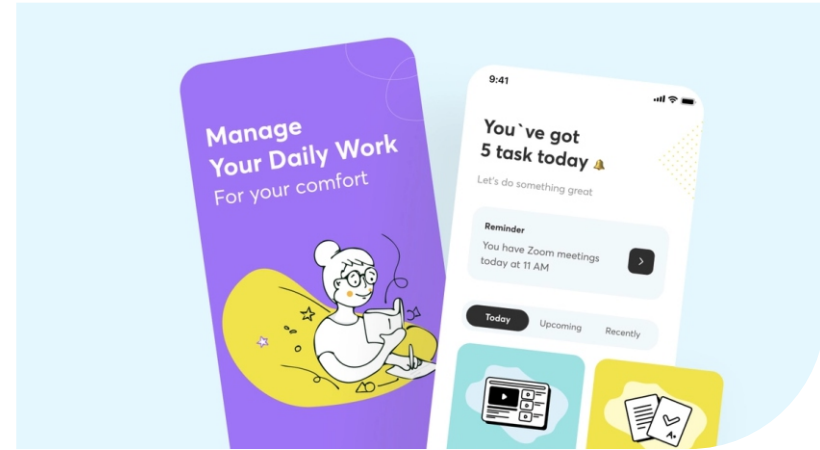 Manage
Your Daily Work
For your comfort
9:41
You`ve got
5 task today
Let's do something great
Reminder
You have Zoom meetings
today at 11 AM
Today
Upcoming
Recently
A+